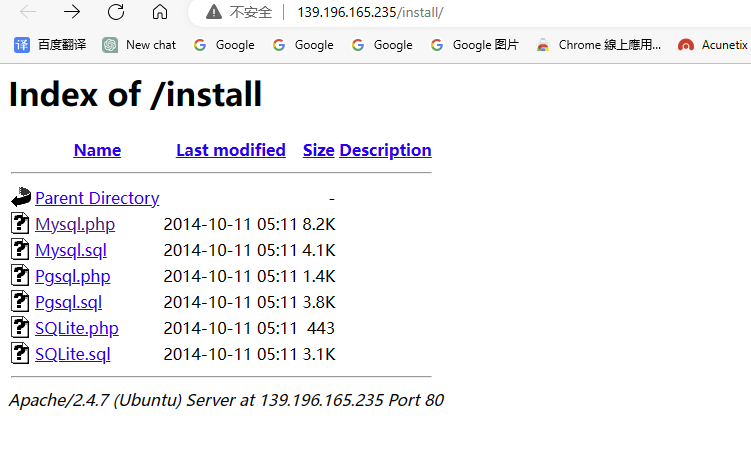 不安全 139.196.165.235/install/
译 百度翻译 New chat Google Google Google Google 图片 Chrome 線上應用... Acunetix
Index of /install
Name Last modified Size Description
Parent Directory -
Mysql.php 2014-10-11 05:11 8.2K
Mysql.sql 2014-10-11 05:11 4.1K
Pgsql.php 2014-10-11 05:11 1.4K
Pgsql.sql 2014-10-11 05:11 3.8K
SQLite.php 2014-10-11 05:11 443
SQLite.sql 2014-10-11 05:11 3.1K
Apache/2.4.7 (Ubuntu) Server at 139.196.165.235 Port 80